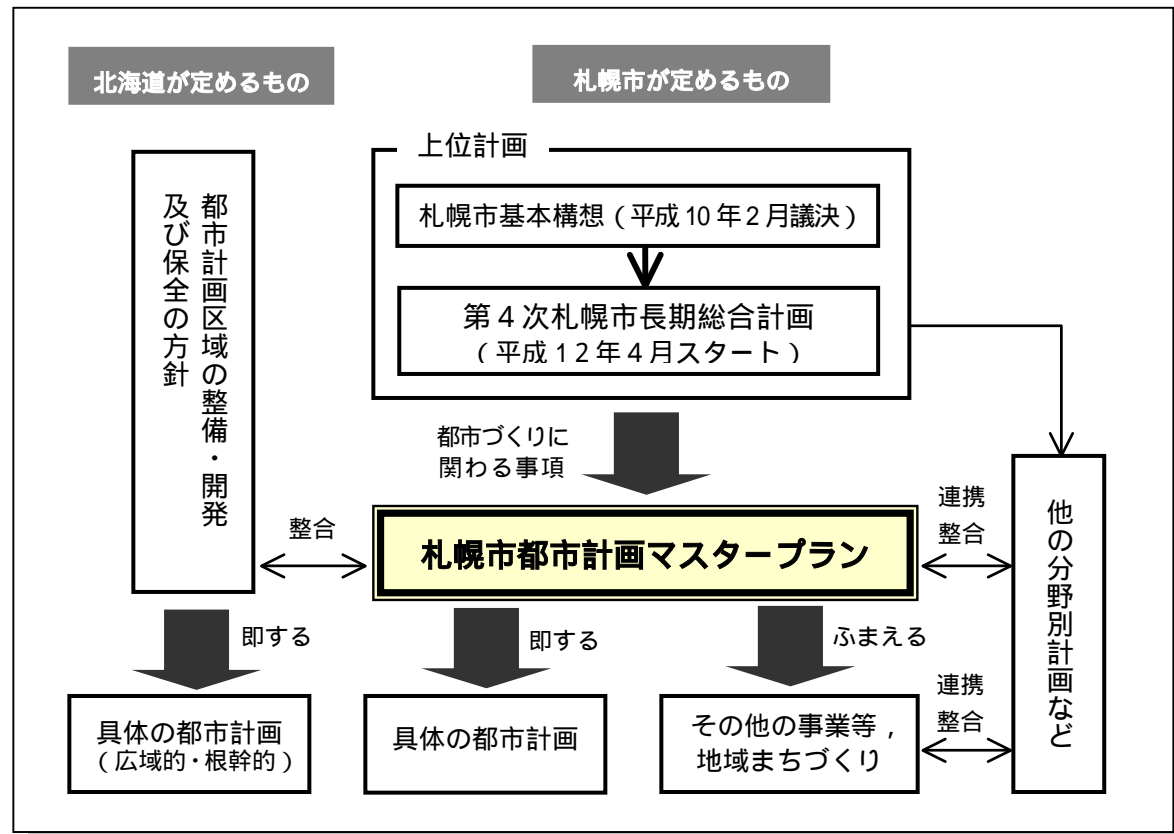 北海道が定めるもの
札幌市が定めるもの
都市計画区域の整備・開発
及び保全の方針
上位計画
札幌市基本構想（平成10年2月議決）
第4次札幌市長期総合計画
（平成12年4月スタート）
都市づくりに
関わる事項
整合
札幌市都市計画マスタープラン
連携
整合
他の分野別計画など
即する
即する
ふまえる
具体の都市計画
（広域的・根幹的）
具体の都市計画
その他の事業等，
地域まちづくり
連携
整合